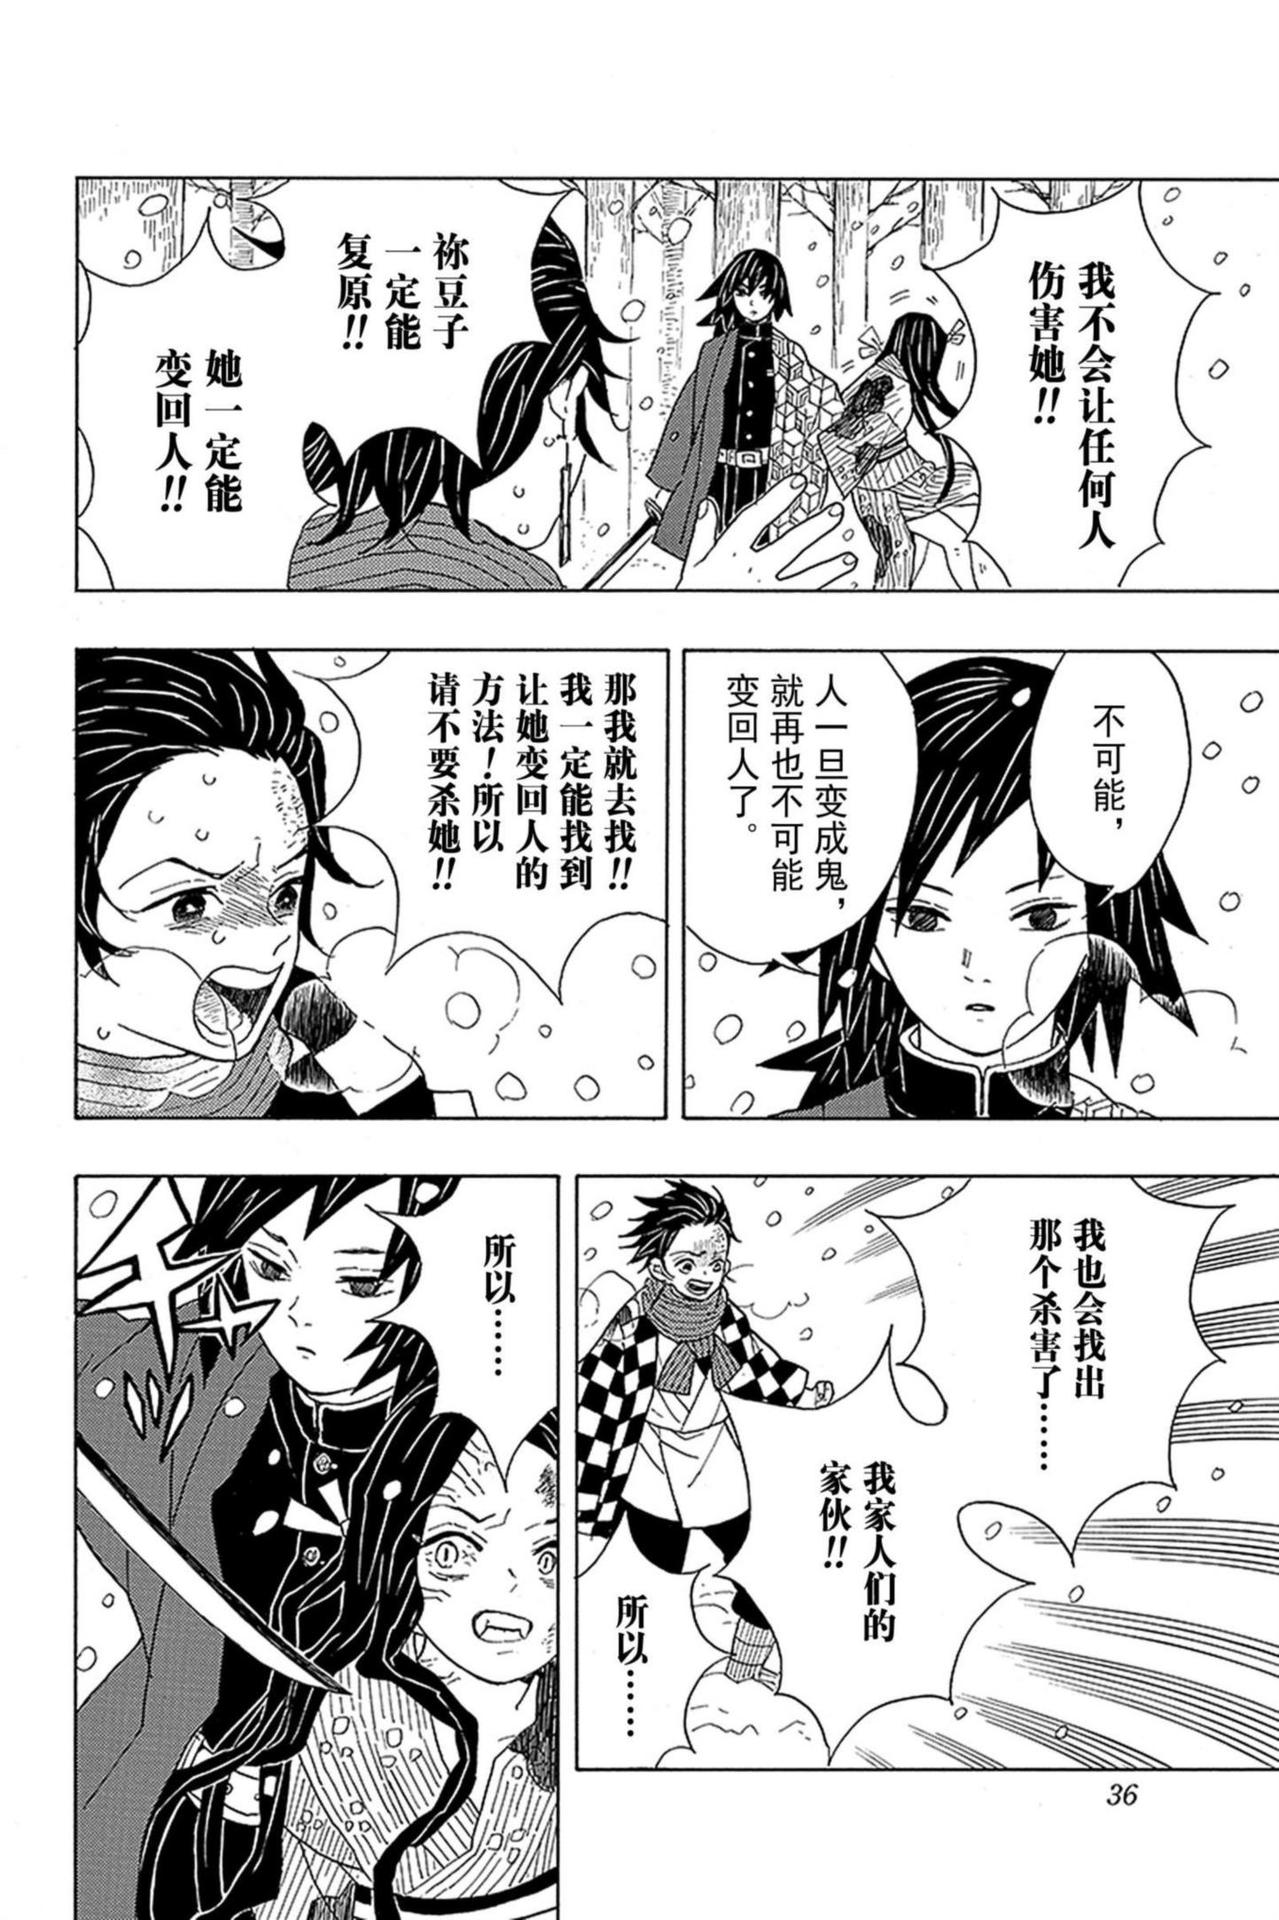 我不会让任何人
伤害她!!
祢豆子
一定能
复原!!
她一定能
变回人!!
不可能，
人一旦变成鬼，
就再也不可能
变回人了。
那我就去找!!
我一定能找到
让她变回人的
方法！所以
请不要杀她!!
我也会找出
那个杀害了……
我家人们的
家伙!!
所以……
所以……
36